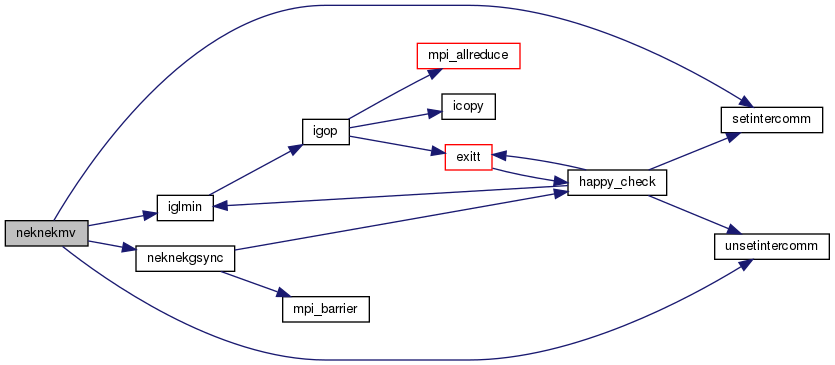 mpi_allreduce
icopy
setintercomm
igop
exitt
happy_check
iglmin
neknekmv
unsetintercomm
neknekgsync
mpi_barrier